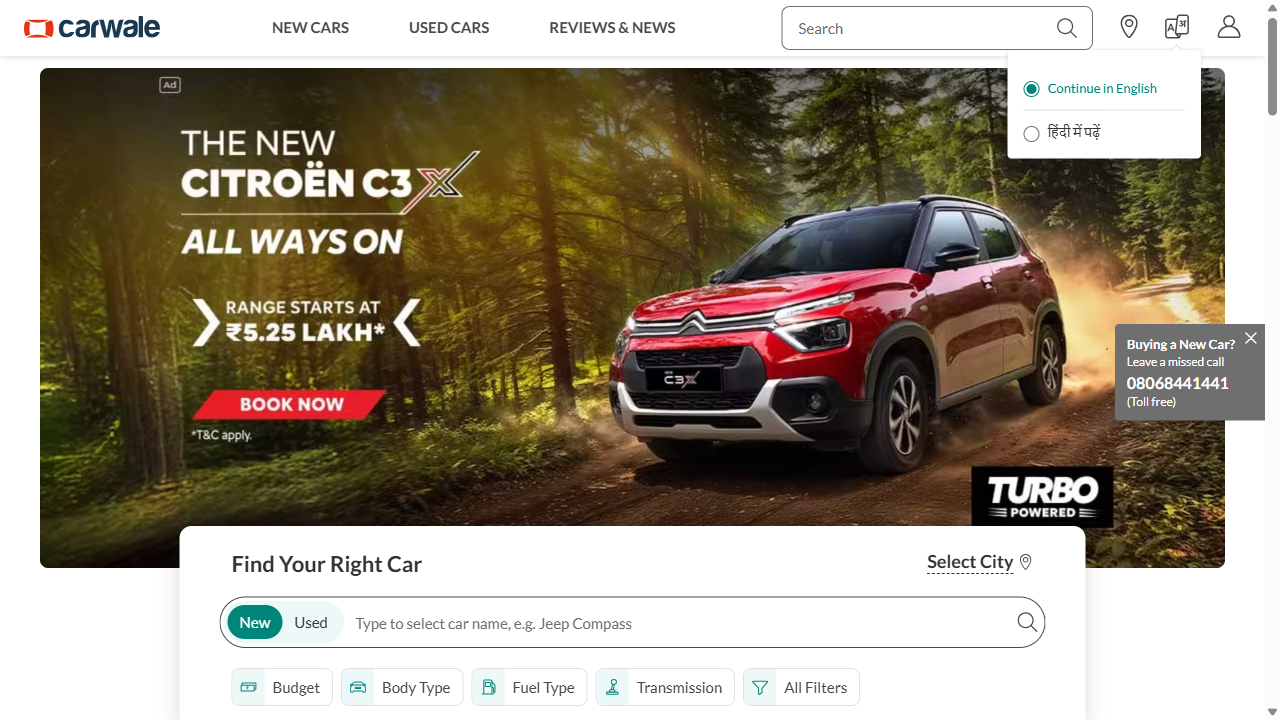 carwale
NEW CARS
USED CARS
REVIEWS & NEWS
Search
A अ
Continue in English
हिंदी में पढ़ें
Ad
THE NEW
CITROËN C3X
ALL WAYS ON
RANGE STARTS AT
₹5.25 LAKH*
BOOK NOW
*T&C apply.
NEW
C3X
TURBO
POWERED
Buying a New Car?
Leave a missed call
08068441441
(Toll free)
Find Your Right Car
Select City
New
Used
Type to select car name, e.g. Jeep Compass
Budget
Body Type
Fuel Type
Transmission
All Filters